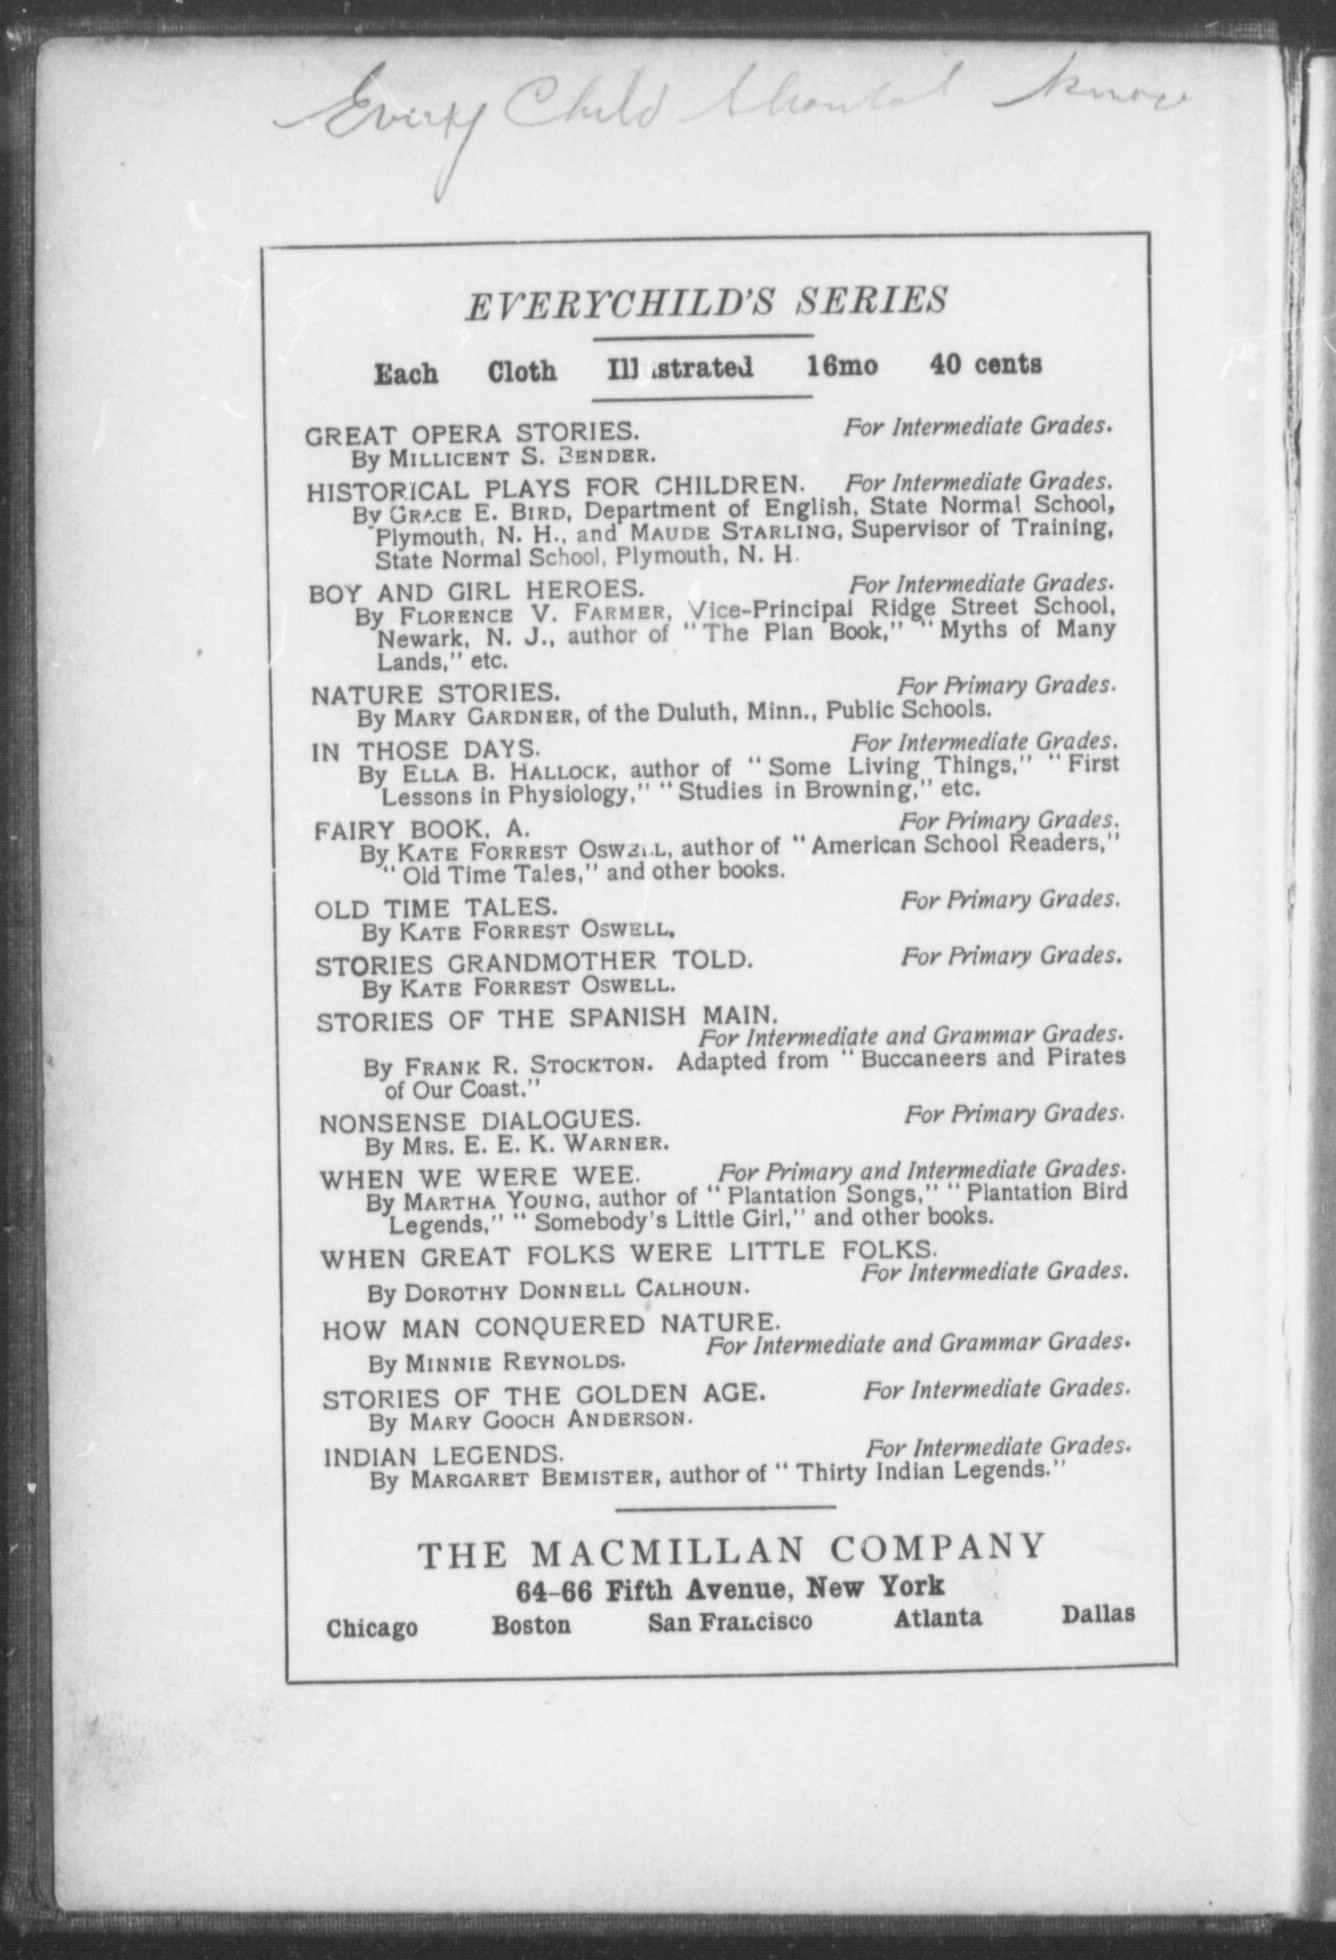 Every Child Should know
EVERYCHILD'S SERIES
Each Cloth Illustrated 16mo 40 cents
GREAT OPERA STORIES. For Intermediate Grades.
By MILLICENT S. BENDER.
HISTORICAL PLAYS FOR CHILDREN. For Intermediate Grades.
By GRACE E. BIRD, Department of English, State Normal School,
Plymouth, N. H., and MAUDE STARLING, Supervisor of Training,
State Normal School, Plymouth, N. H.
BOY AND GIRL HEROES. For Intermediate Grades.
By FLORENCE V. FARMER, Vice-Principal Ridge Street School,
Newark, N. J., author of "The Plan Book," "Myths of Many
Lands," etc.
NATURE STORIES. For Primary Grades.
By MARY GARDNER, of the Duluth, Minn., Public Schools.
IN THOSE DAYS. For Intermediate Grades.
By ELLA B. HALLOCK, author of "Some Living Things," "First
Lessons in Physiology," "Studies in Browning," etc.
FAIRY BOOK, A. For Primary Grades.
By KATE FORREST OSWELL, author of "American School Readers,"
"Old Time Tales," and other books.
OLD TIME TALES. For Primary Grades.
By KATE FORREST OSWELL.
STORIES GRANDMOTHER TOLD. For Primary Grades.
By KATE FORREST OSWELL.
STORIES OF THE SPANISH MAIN.
For Intermediate and Grammar Grades.
By FRANK R. STOCKTON. Adapted from "Buccaneers and Pirates
of Our Coast."
NONSENSE DIALOGUES. For Primary Grades.
By MRS. E. E. K. WARNER.
WHEN WE WERE WEE. For Primary and Intermediate Grades.
By MARTHA YOUNG, author of "Plantation Songs," "Plantation Bird
Legends," "Somebody's Little Girl," and other books.
WHEN GREAT FOLKS WERE LITTLE FOLKS.
For Intermediate Grades.
By DOROTHY DONNELL CALHOUN.
HOW MAN CONQUERED NATURE.
For Intermediate and Grammar Grades.
By MINNIE REYNOLDS.
STORIES OF THE GOLDEN AGE. For Intermediate Grades.
By MARY GOOCH ANDERSON.
INDIAN LEGENDS. For Intermediate Grades.
By MARGARET BEMISTER, author of "Thirty Indian Legends."
THE MACMILLAN COMPANY
64-66 Fifth Avenue, New York
Chicago Boston San Francisco Atlanta Dallas